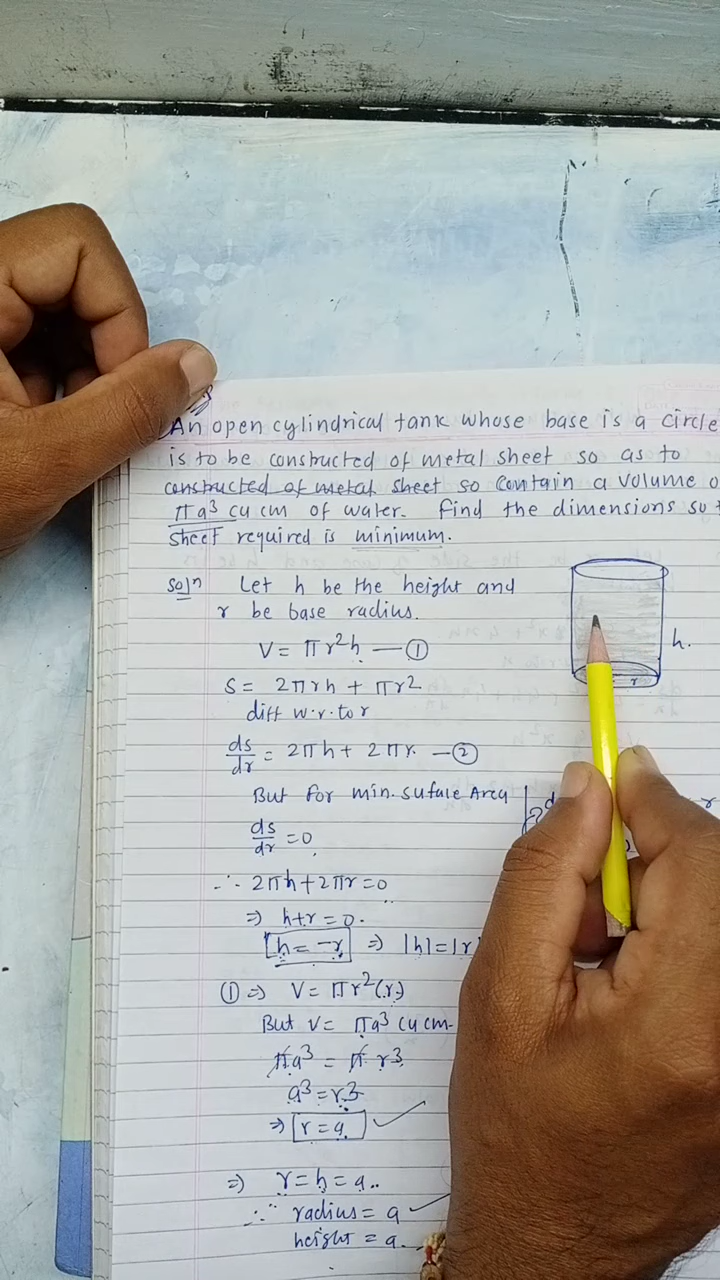 An open cylindrical tank whose base is a circle
is to be constructed of metal sheet so as to
constructed of metal sheet so contain a volume
πa³ cu cm of water. Find the dimensions so
sheet required is minimum.
Soln Let h be the height and
r be base radius.
V = πr²h — ①
h.
r
S = 2πrh + πr²
diff w.r.to r
ds/dr = 2πh + 2πr — ②
But for min. suface Area
ds/dr = 0
∴ 2πh + 2πr = 0
⇒ h+r = 0.
h = -r ⇒ |h| = |r|
① ⇒ V = πr²(r)
But V = πa³ cu cm
πa³ = πr³
a³ = r³
⇒ r = a
⇒ r = h = a..
∴ radius = a
height = a.